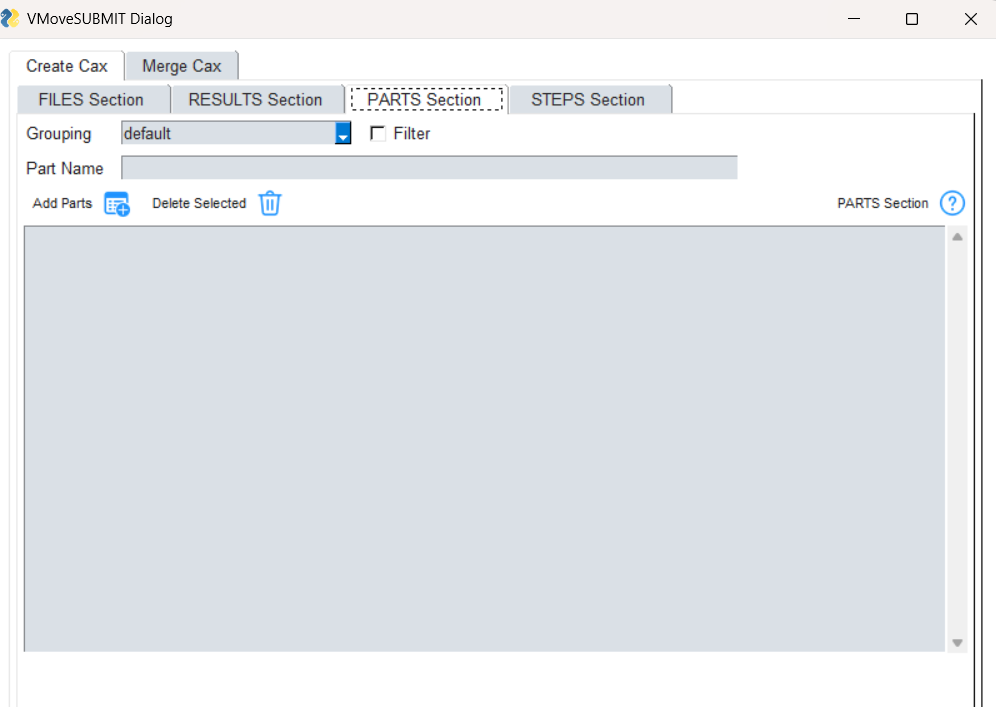 VMoveSUBMIT Dialog
Create Cax Merge Cax
FILES Section RESULTS Section PARTS Section STEPS Section
Grouping default Filter
Part Name
Add Parts Delete Selected PARTS Section ?